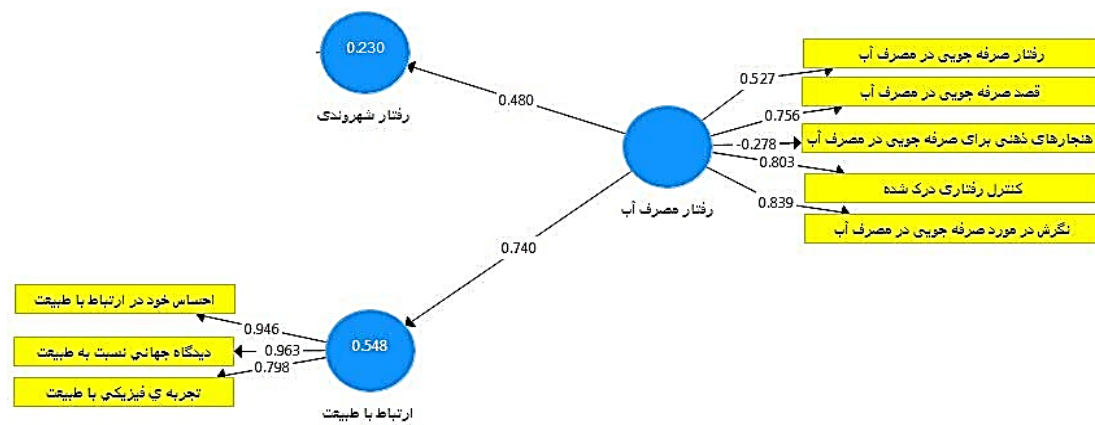 0.230
رفتار شهروندی
0.480
رفتار مصرف آب
0.527
رفتار صرفه جویی در مصرف آب
0.756
قصد صرفه جویی در مصرف آب
-0.278
هنجارهای ذهنی برای صرفه جویی در مصرف آب
0.803
کنترل رفتاری درک شده
0.839
نگرش در مورد صرفه جویی در مصرف آب
0.740
0.548
ارتباط با طبیعت
احساس خود در ارتباط با طبیعت
0.946
دیدگاه جهاني نسبت به طبیعت
0.963
تجربه ي فیزیکي با طبیعت
0.798